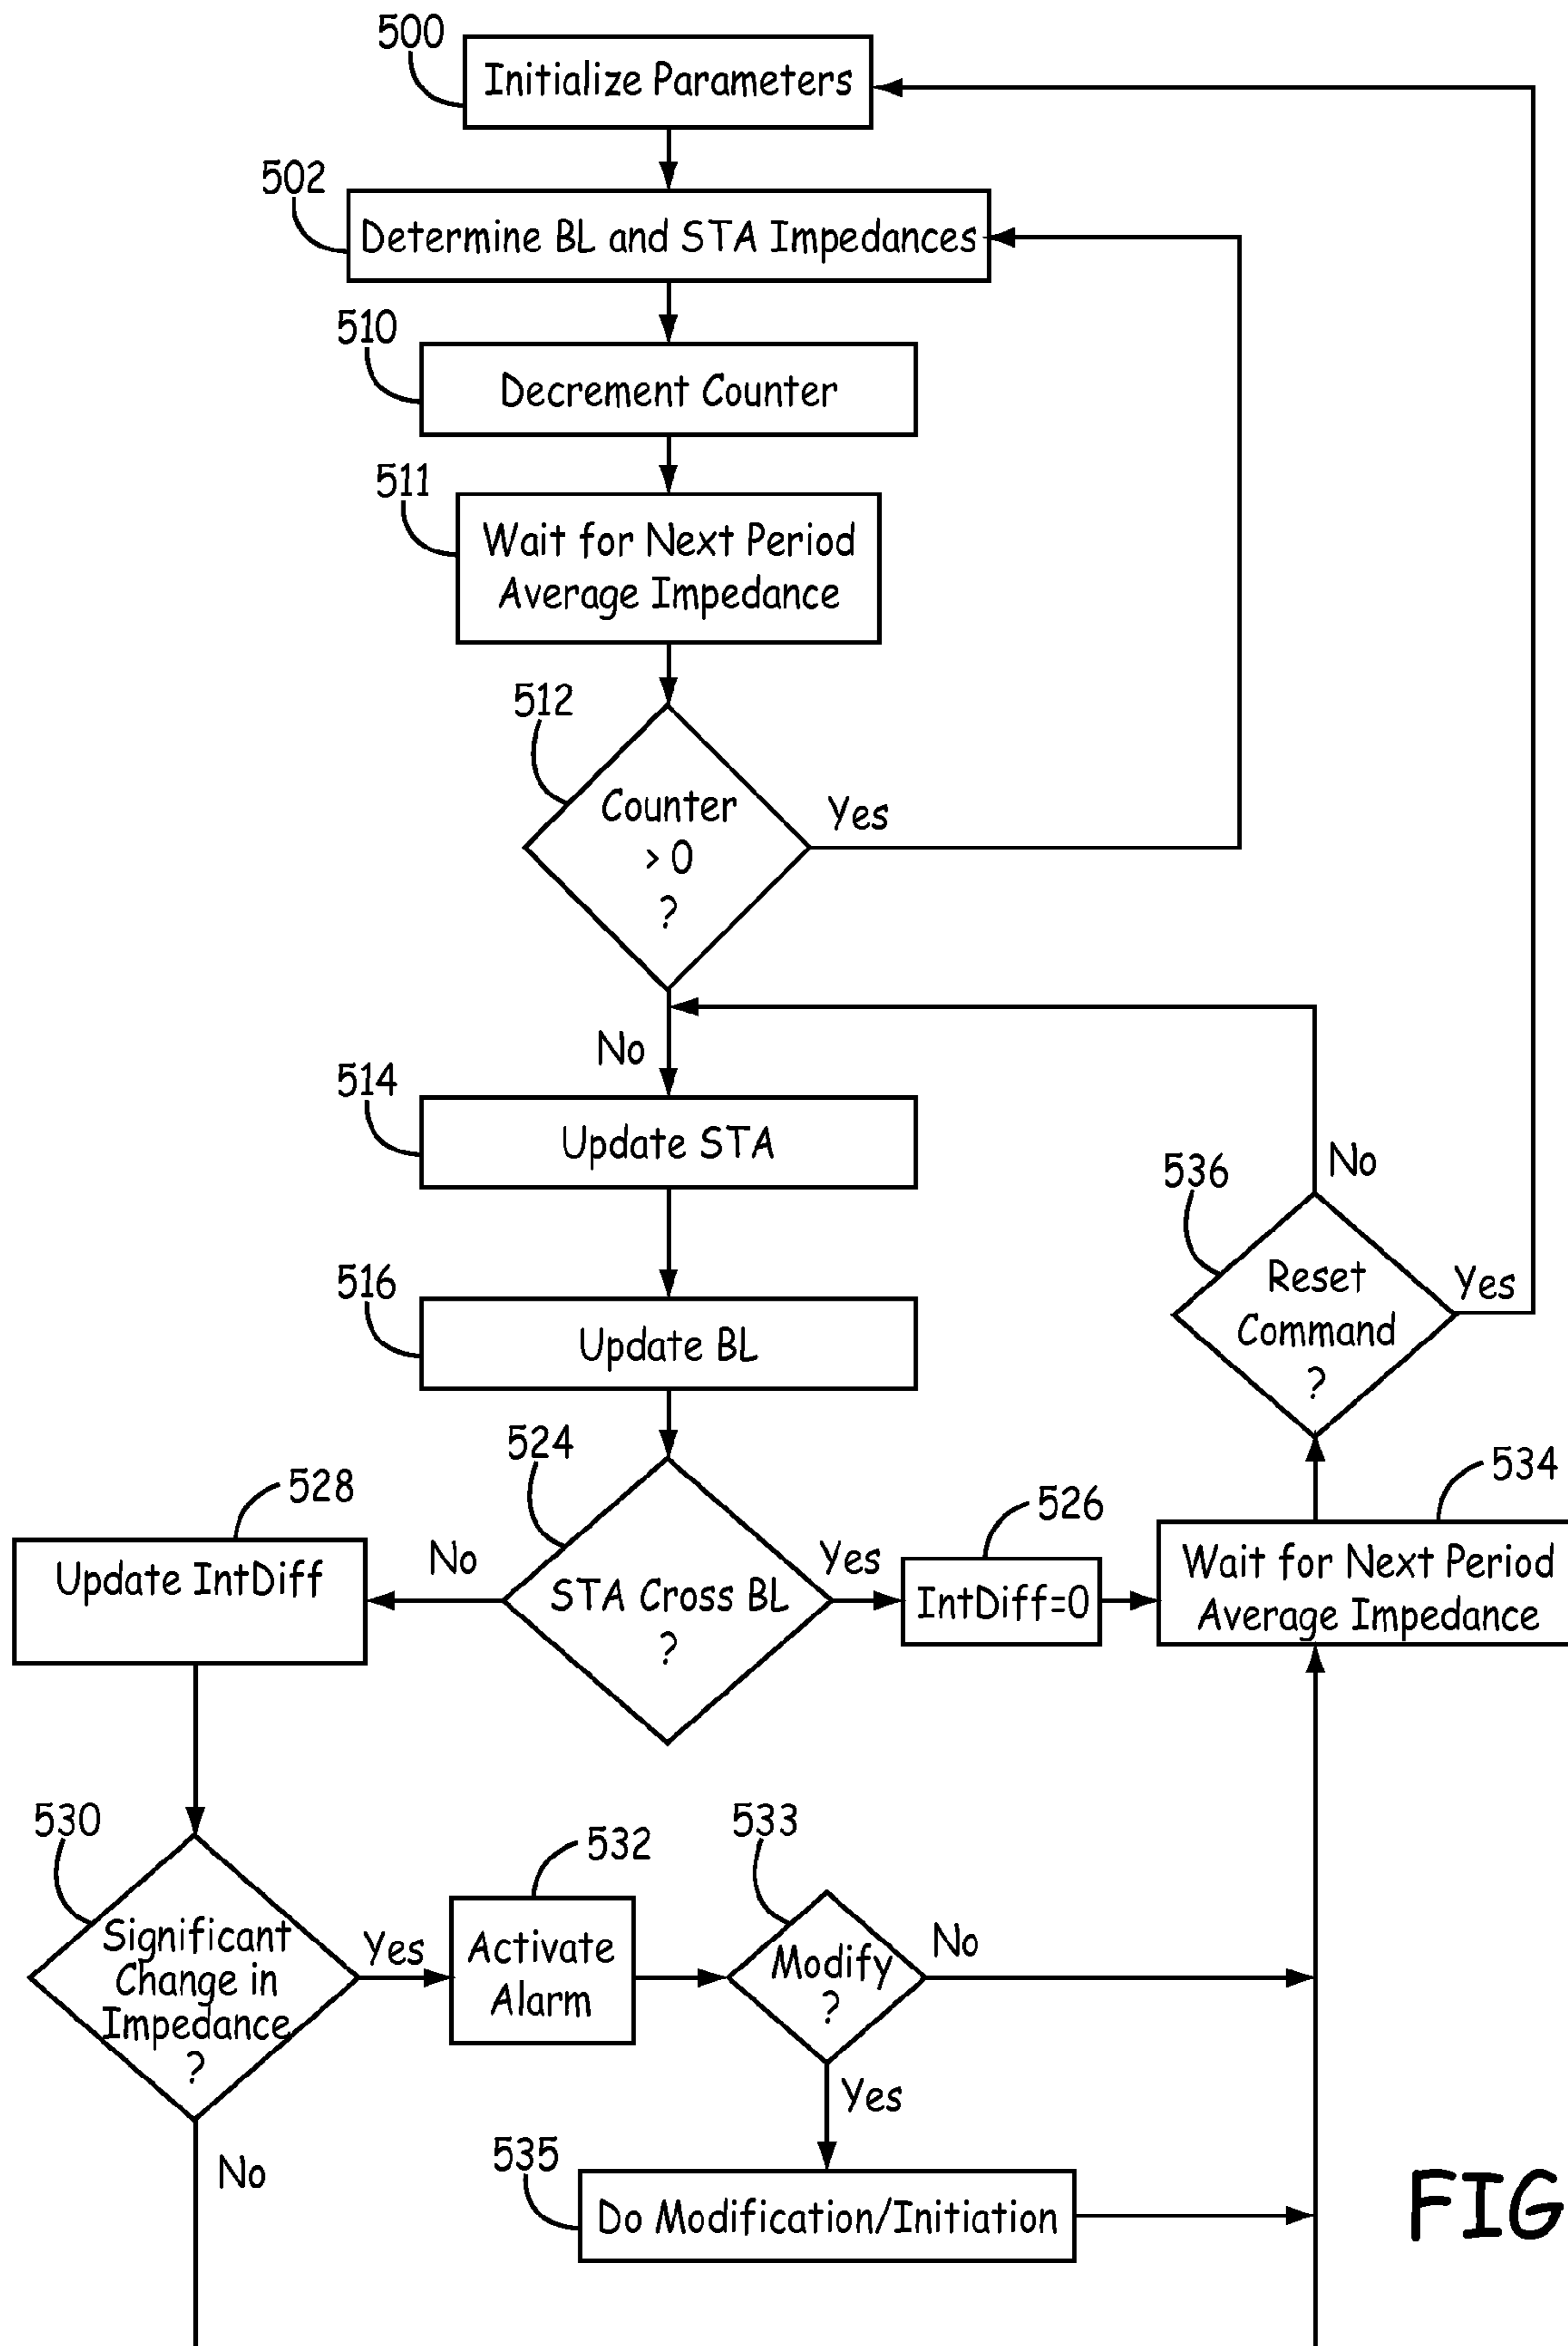 500
Initialize Parameters
502
Determine BL and STA Impedances
510
Decrement Counter
511
Wait for Next Period
Average Impedance
512
Counter
> 0
?
Yes
No
514
Update STA
536
No
Reset
Command
?
Yes
516
Update BL
524
STA Cross BL
?
No
Yes
528
Update IntDiff
526
IntDiff=0
534
Wait for Next Period
Average Impedance
530
Significant
Change in
Impedance
?
Yes
No
532
Activate
Alarm
533
Modify
?
No
Yes
535
Do Modification/Initiation
FIG